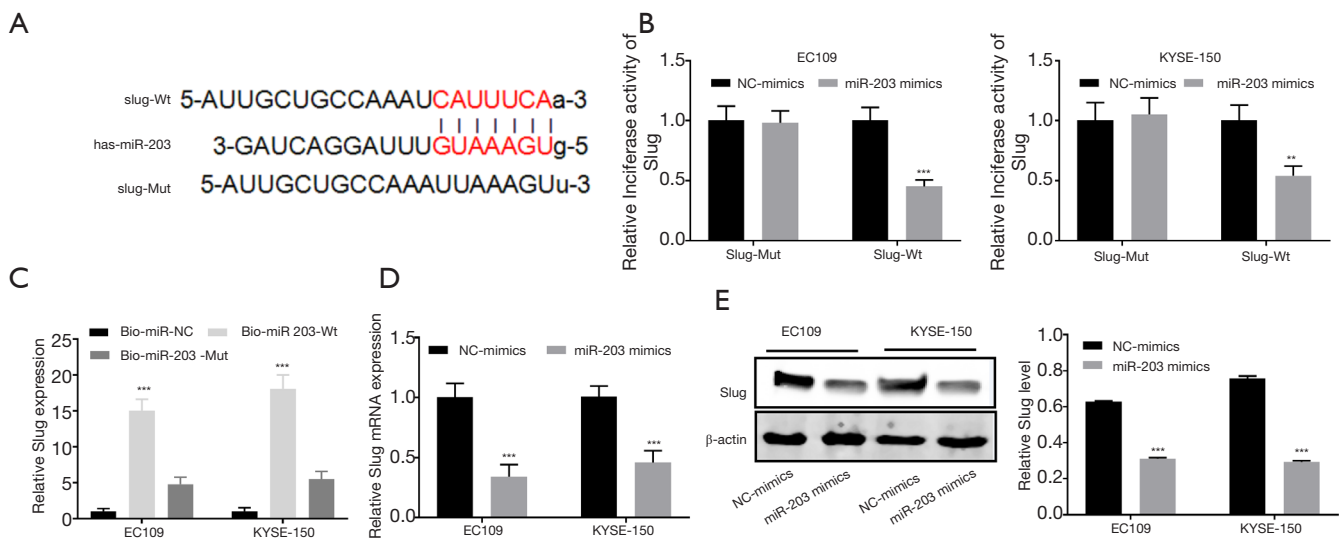 A
slug-Wt 5-AUUGCUGCCAAAUCAUUUCAa-3
has-miR-203 3-GAUCAGGAUUUGUAAAGUg-5
slug-Mut 5-AUUGCUGCCAAAUUAAAGUu-3
B
Relative Inciferase activity of
Slug
EC109
NC-mimics miR-203 mimics
1.5
1.0
0.5
0.0
***
Slug-Mut Slug-Wt
Relative Inciferase activity of
Slug
KYSE-150
NC-mimics miR-203 mimics
1.5
1.0
0.5
0.0
**
Slug-Mut Slug-Wt
C
Relative Slug expression
Bio-miR-NC Bio-miR 203-Wt
Bio-miR-203 -Mut
25
20
15
10
5
0
*** ***
EC109 KYSE-150
D
Relative Slug mRNA expression
NC-mimics miR-203 mimics
1.5
1.0
0.5
0.0
*** ***
EC109 KYSE-150
E
EC109 KYSE-150
Slug
β-actin
NC-mimics miR-203 mimics NC-mimics miR-203 mimics
Relative Slug level
NC-mimics
miR-203 mimics
0.8
0.6
0.4
0.2
0.0
*** ***
EC109 KYSE-150